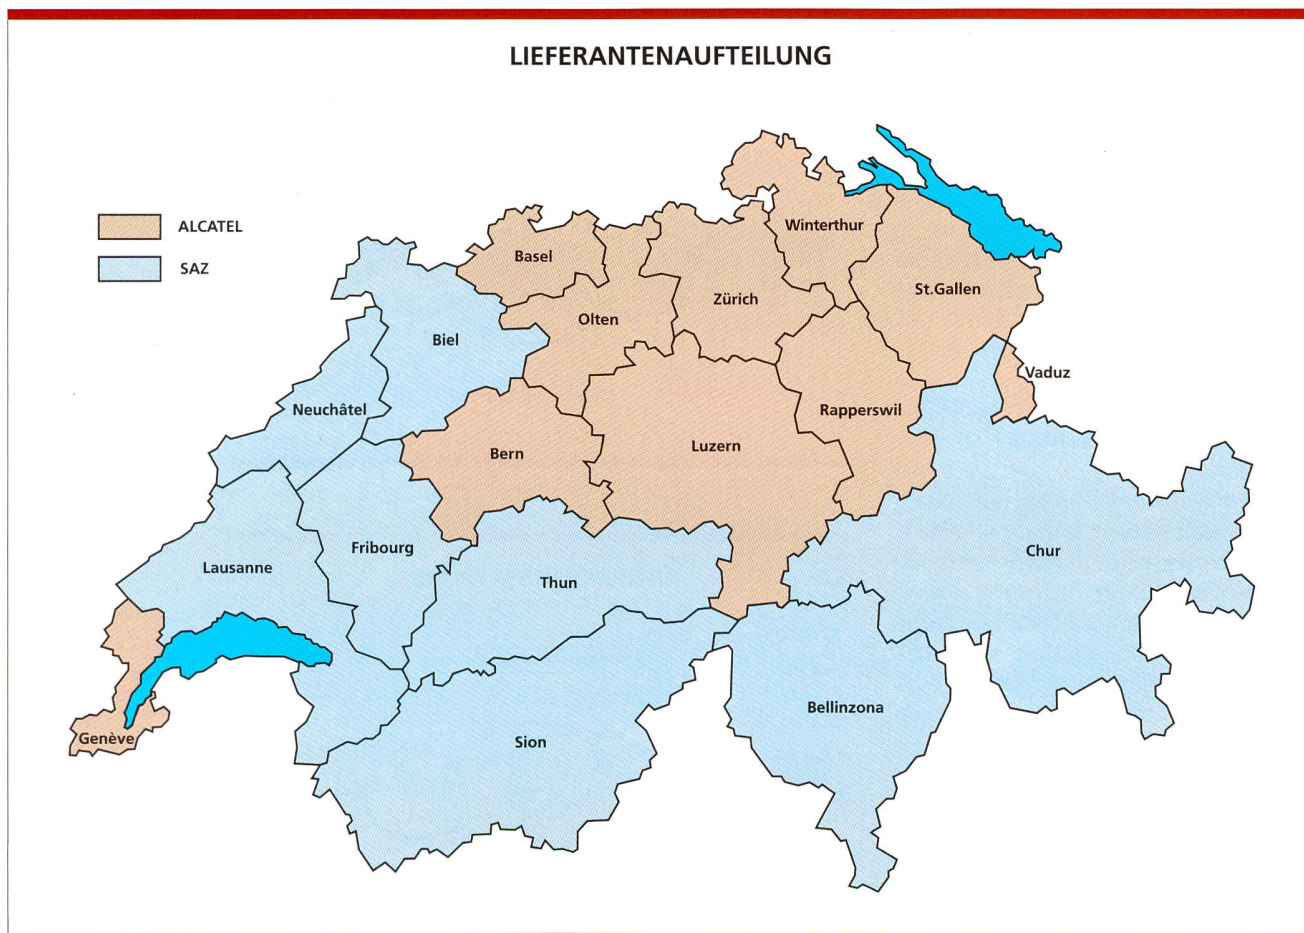 LIEFERANTENAUFTEILUNG
ALCATEL
SAZ
Winterthur
Basel
St.Gallen
Zürich
Olten
Biel
Vaduz
Neuchâtel
Rapperswil
Luzern
Bern
Fribourg
Chur
Lausanne
Thun
Bellinzona
Genève
Sion